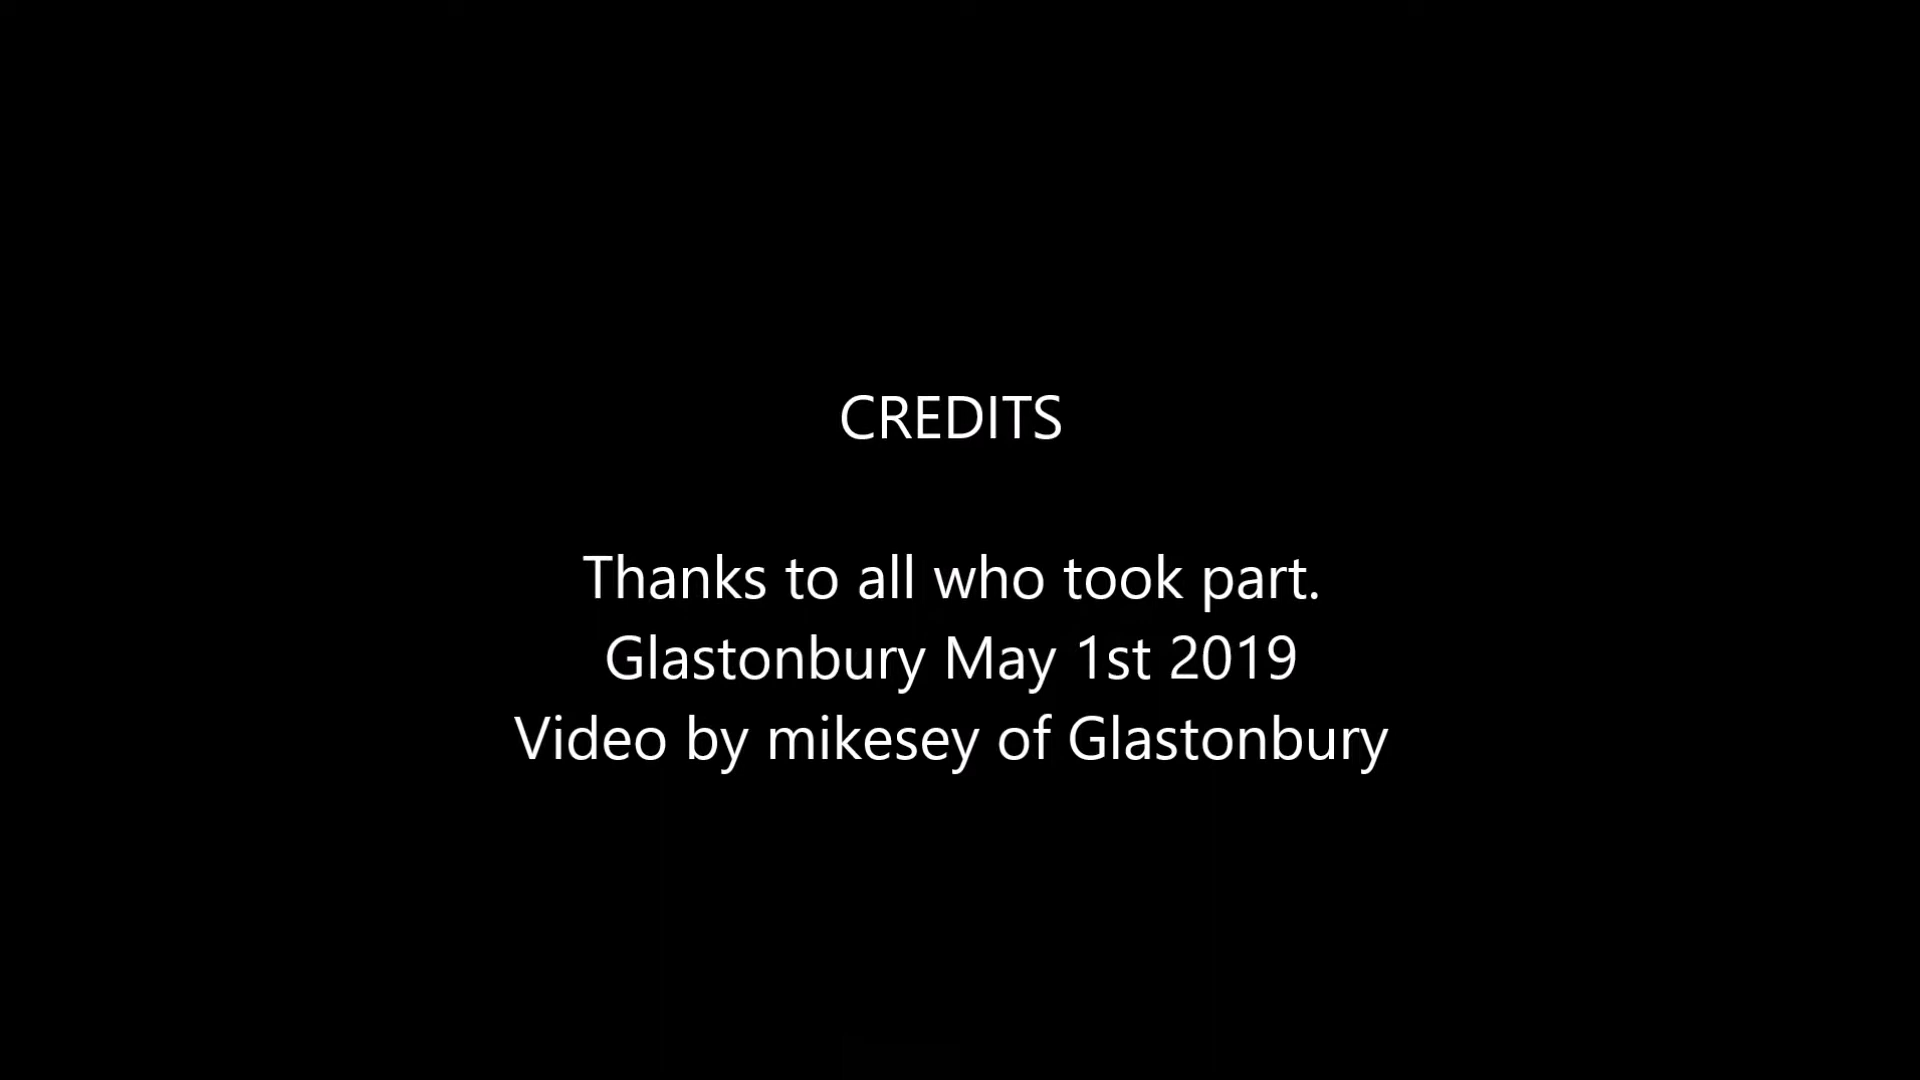 CREDITS
Thanks to all who took part.
Glastonbury May 1st 2019
Video by mikesey of Glastonbury